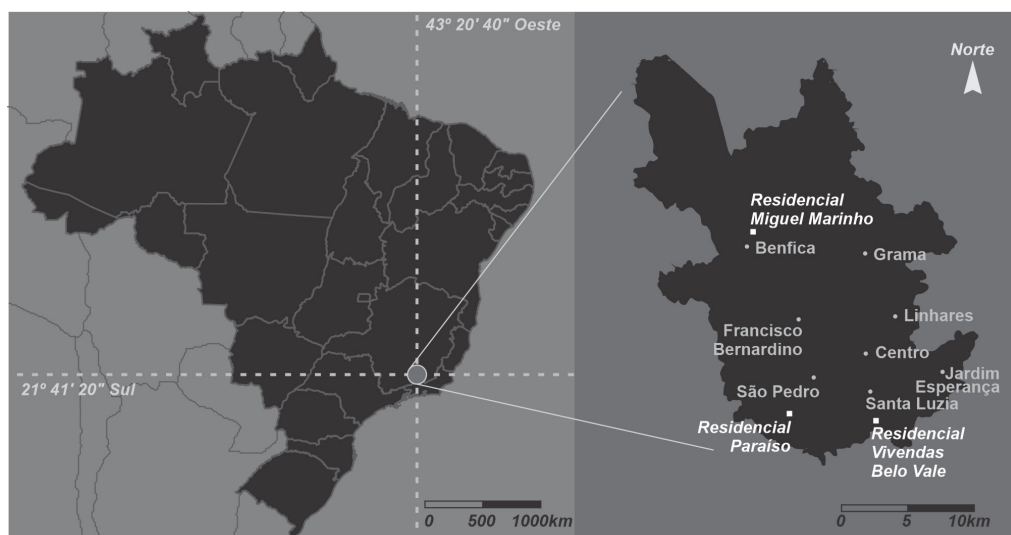 43º 20' 40" Oeste
21º 41' 20" Sul
0 500 1000km
Norte
Residencial
Miguel Marinho
Benfica
Grama
Linhares
Francisco
Bernardino
Centro
Jardim
Esperança
São Pedro
Santa Luzia
Residencial
Paraíso
Residencial
Vivendas
Belo Vale
0 5 10km